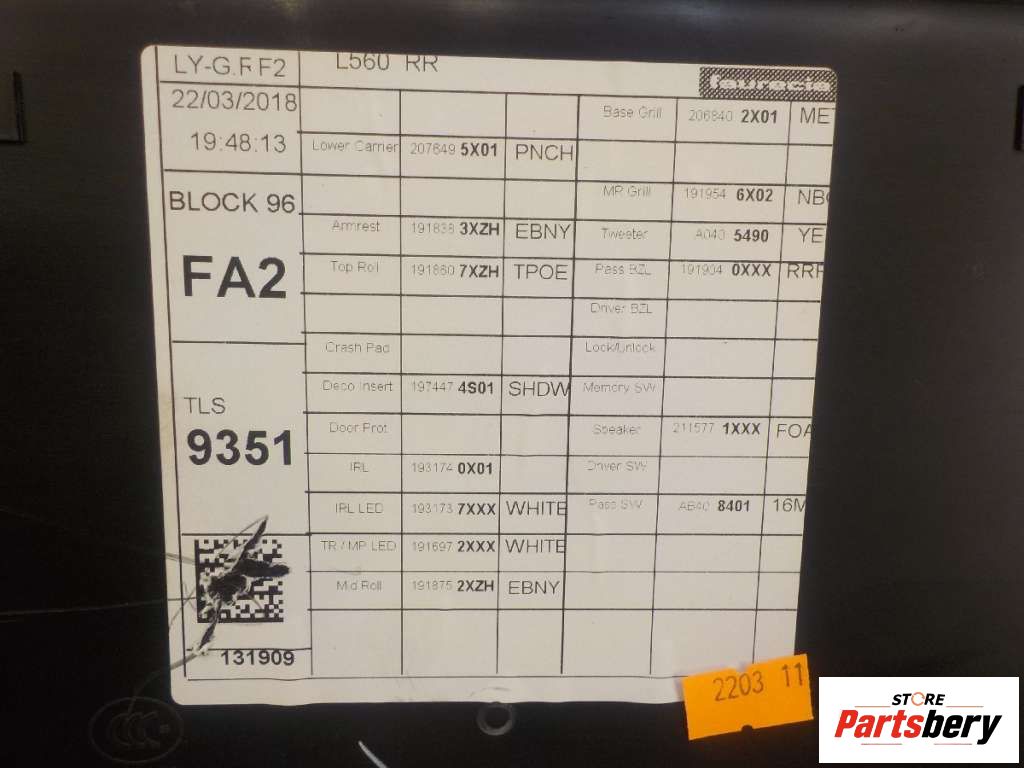 LY-G.F F2 L560 RR faurecia
22/03/2018
19:48:13
BLOCK 96
FA2
TLS
9351
131909
Lower Carrier 207649 5X01 PNCH
Armrest 191838 3XZH EBNY
Top Roll 191860 7XZH TPOE
Crash Pad
Deco Insert 197447 4S01 SHDW
Door Prot
IRL 193174 0X01
IRL LED 193173 7XXX WHITE
TR / MP LED 191697 2XXX WHITE
Mid Roll 191875 2XZH EBNY
Base Grill 206840 2X01 ME
MR Grill 191954 6X02 NB
Tweeter A040 5490 YE
Pass BZL 191904 0XXX RRF
Driver BZL
Lock/Unlock
Memory SW
Speaker 211577 1XXX FOA
Driver SW
Pass SW AB40 8401 16M
2203 11
STORE
Partsbery